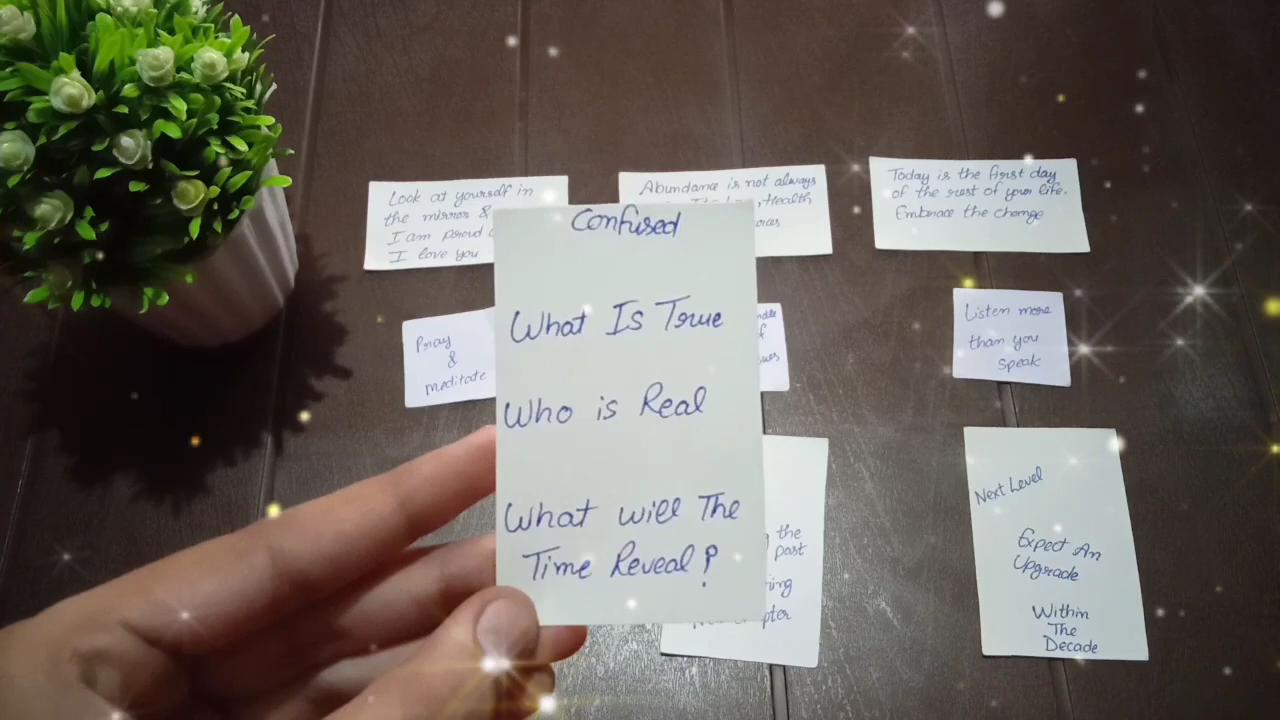 Look at yourself in
the mirror &
I am proud
I love you
Abundance is not always
, Health
Today is the first day
of the rest of your life.
Embrace the change
Confused
What Is True
Who is Real
What will The
Time Reveal?
Pray
&
Meditate
Listen more
than you
Speak
the
past
Next Level
Expect An
Upgrade
Within
The
Decade